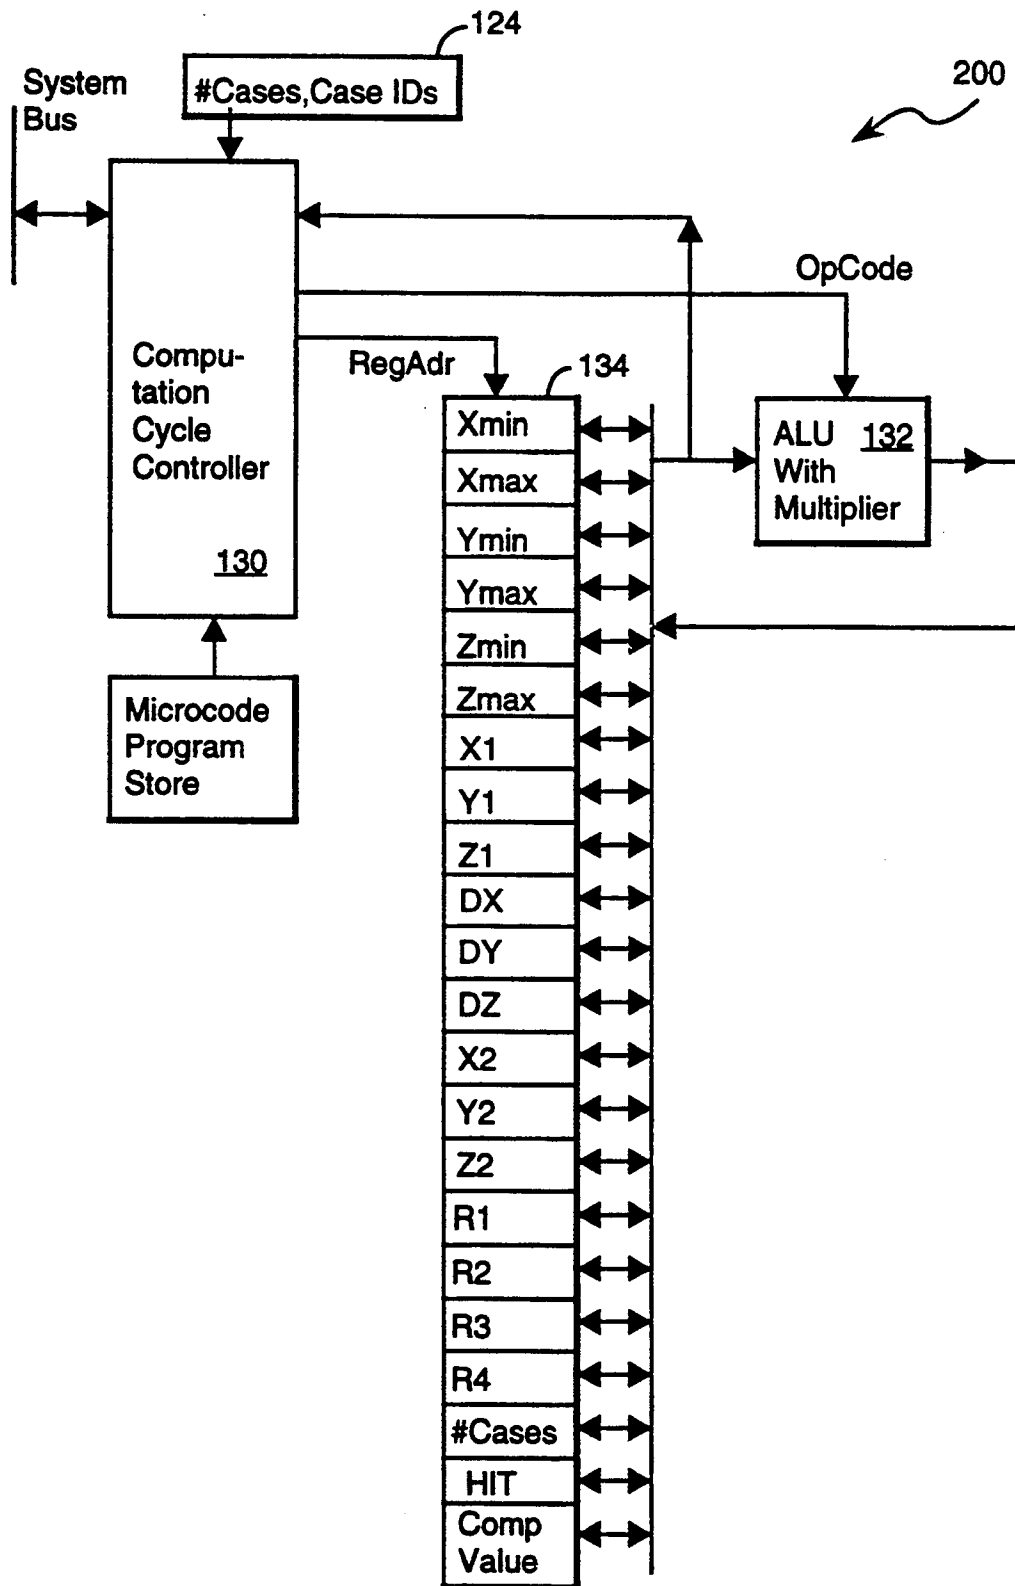 124
System
Bus
#Cases,Case IDs
200
OpCode
Compu-
tation
Cycle
Controller
130
RegAdr
134
ALU 132
With
Multiplier
Xmin
Xmax
Ymin
Ymax
Zmin
Zmax
X1
Y1
Z1
DX
DY
DZ
X2
Y2
Z2
R1
R2
R3
R4
#Cases
HIT
Comp
Value
Microcode
Program
Store